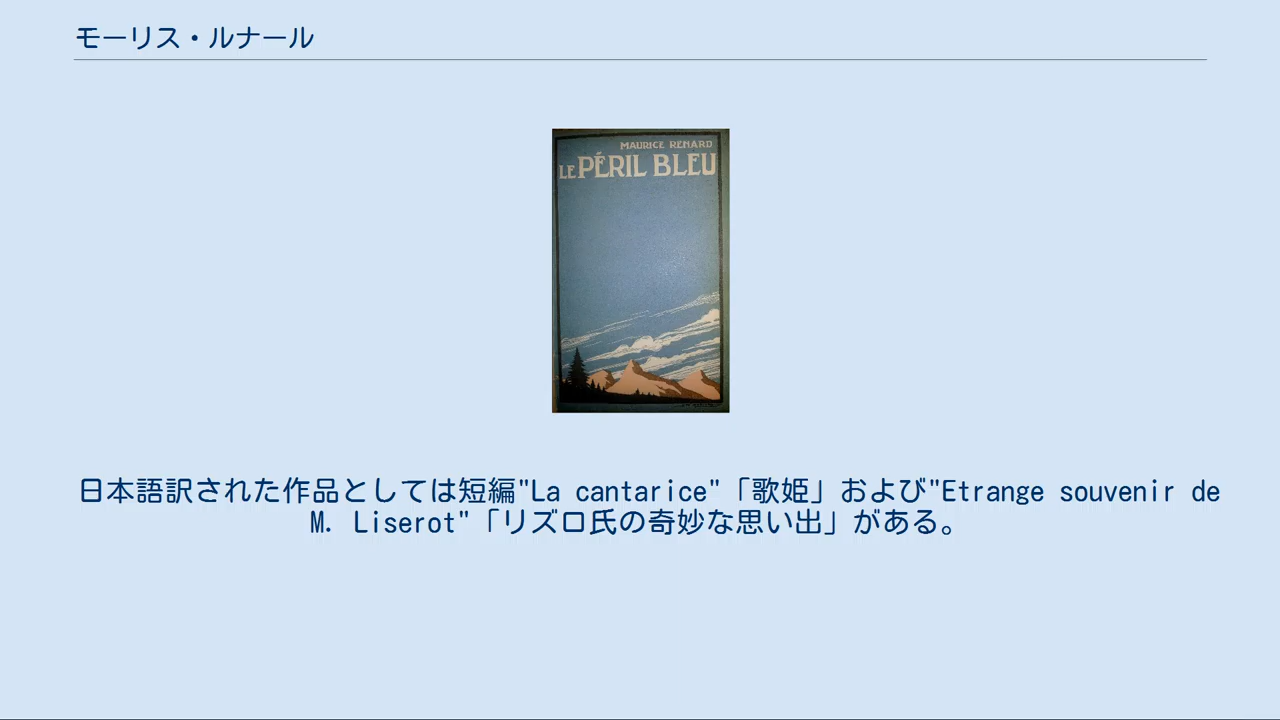 モーリス・ルナール
MAURICE RENARD
LE PÉRIL BLEU
日本語訳された作品としては短編"La cantarice"「歌姫」および"Etrange souvenir de
M. Liserot"「リズロ氏の奇妙な思い出」がある。